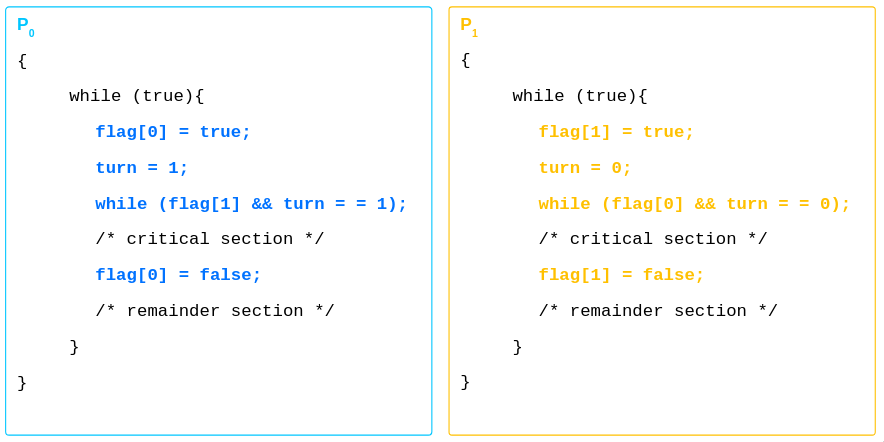 P0
{
while (true){
flag[0] = true;
turn = 1;
while (flag[1] && turn = = 1);
/* critical section */
flag[0] = false;
/* remainder section */
}
}
P1
{
while (true){
flag[1] = true;
turn = 0;
while (flag[0] && turn = = 0);
/* critical section */
flag[1] = false;
/* remainder section */
}
}